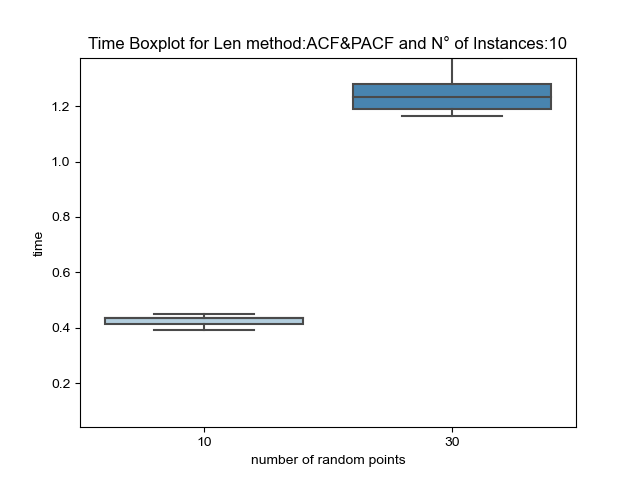 Time Boxplot for Len method:ACF&PACF and N° of Instances:10
1.2
1.0
0.8
0.6
0.4
0.2
time
10
30
number of random points